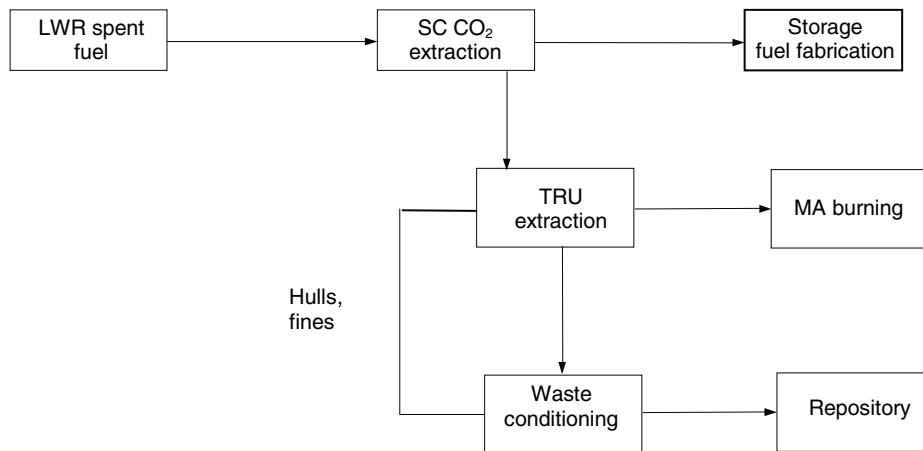 LWR spent
fuel
SC CO₂
extraction
Storage
fuel fabrication
TRU
extraction
MA burning
Hulls,
fines
Waste
conditioning
Repository